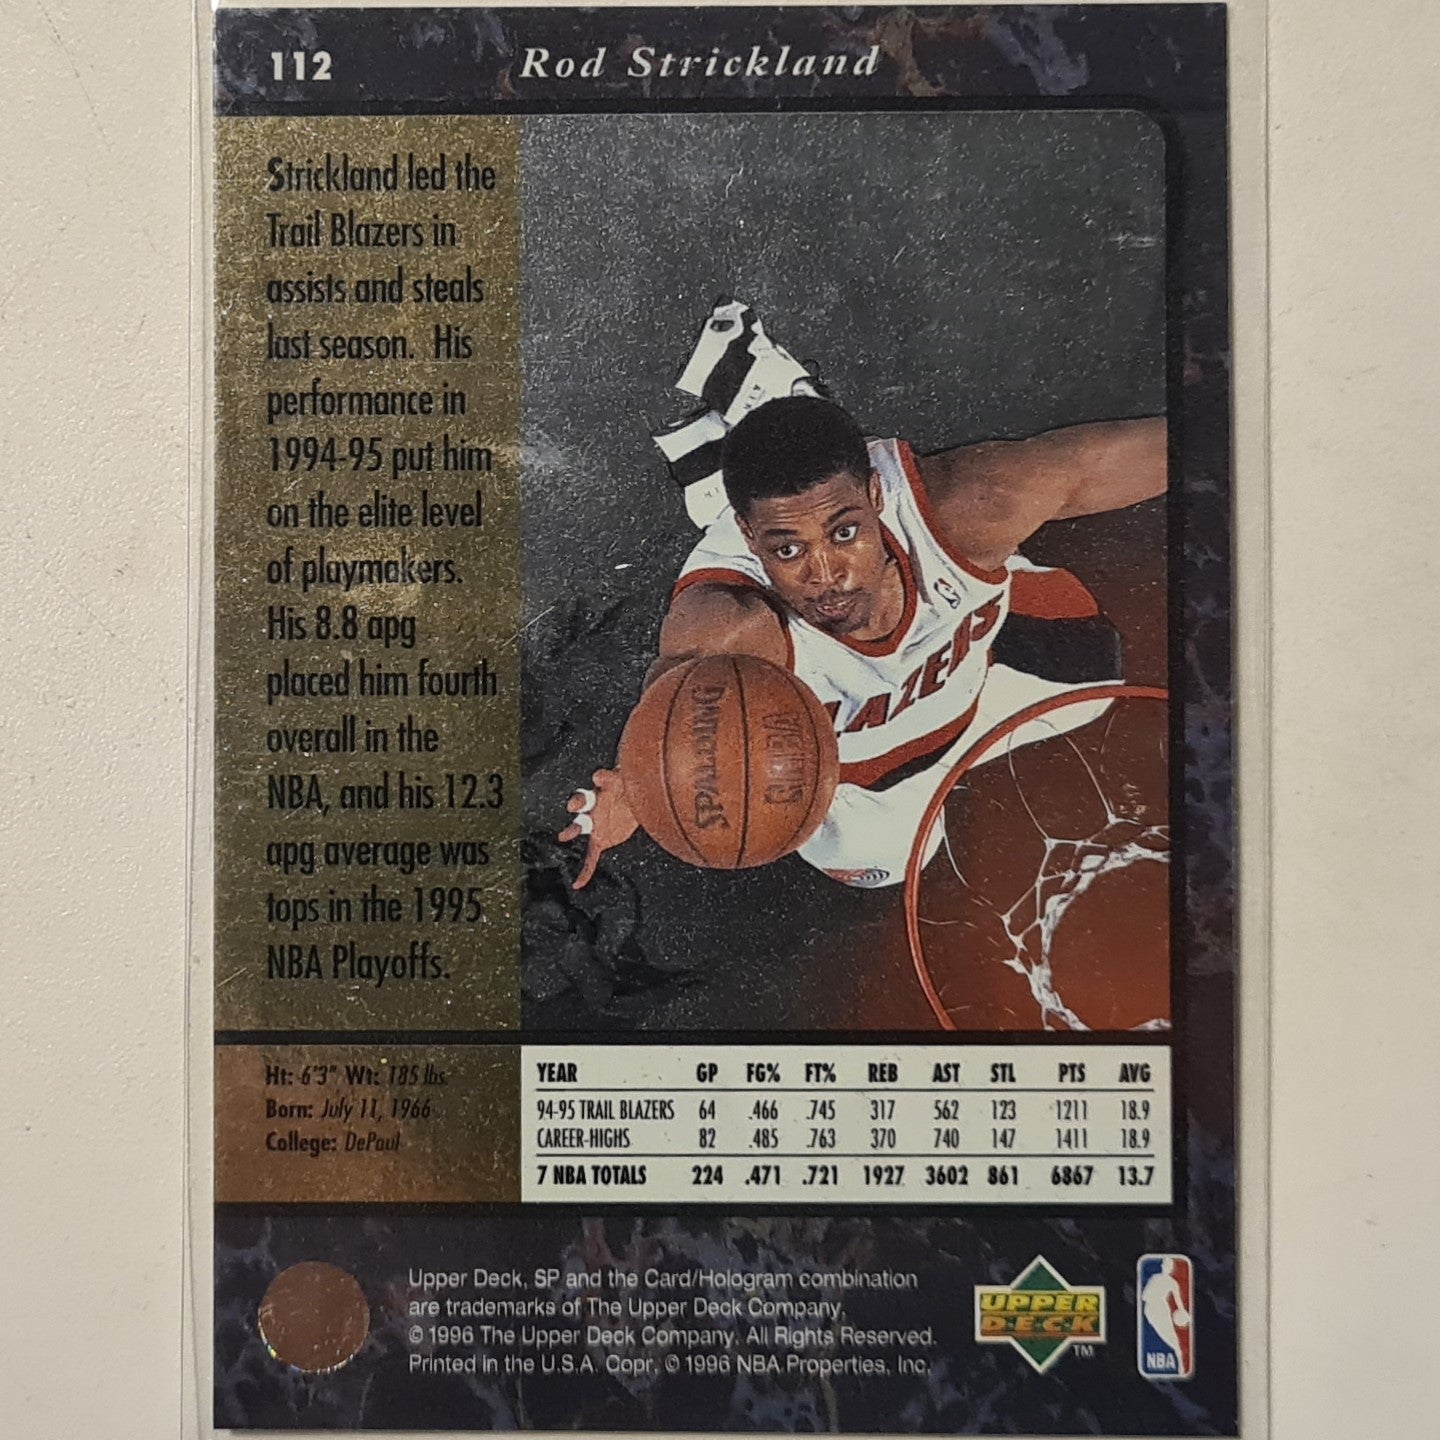 112 Rod Strickland
Strickland led the
Trail Blazers in
assists and steals
last season. His
performance in
1994-95 put him
on the elite level
of playmakers.
His 8.8 apg
placed him fourth
overall in the
NBA, and his 12.3
apg average was
tops in the 1995
NBA Playoffs.
BLAZERS
SPALDING
Ht: 6'3" Wt: 185 lbs.
Born: July 11, 1966
College: DePaul
YEAR GP FG% FT% REB AST STL PTS AVG
94-95 TRAIL BLAZERS 64 .466 .745 317 562 123 1211 18.9
CAREER-HIGHS 82 .485 .763 370 740 147 1411 18.9
7 NBA TOTALS 224 .471 .721 1927 3602 861 6867 13.7
Upper Deck, SP and the Card/Hologram combination
are trademarks of The Upper Deck Company.
© 1996 The Upper Deck Company. All Rights Reserved.
Printed in the U.S.A. Copr. © 1996 NBA Properties, Inc.
UPPER
DECK
TM
NBA